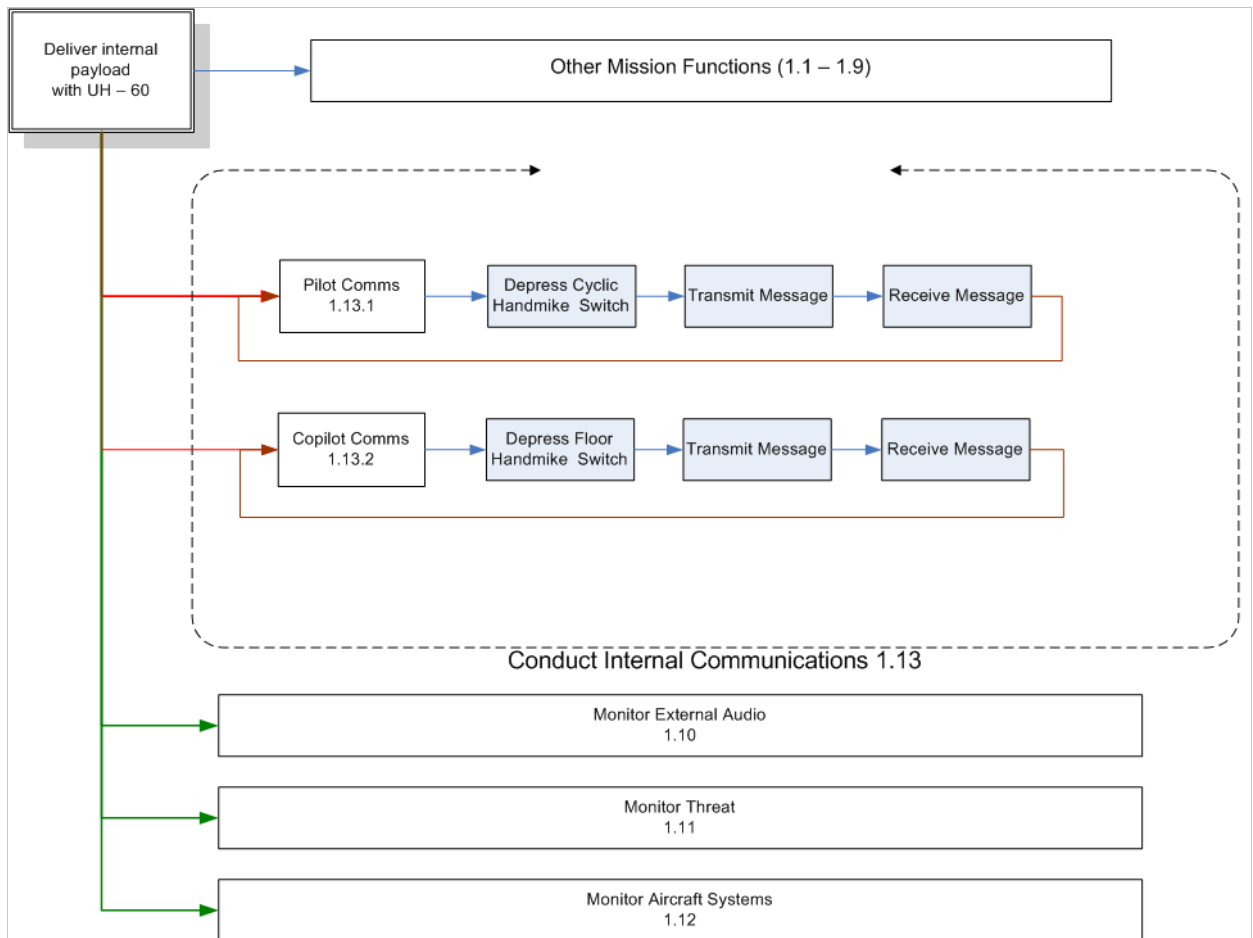 Deliver internal
payload
with UH – 60
Other Mission Functions (1.1 – 1.9)
Pilot Comms
1.13.1
Depress Cyclic
Handmike Switch
Transmit Message
Receive Message
Copilot Comms
1.13.2
Depress Floor
Handmike Switch
Transmit Message
Receive Message
Conduct Internal Communications 1.13
Monitor External Audio
1.10
Monitor Threat
1.11
Monitor Aircraft Systems
1.12